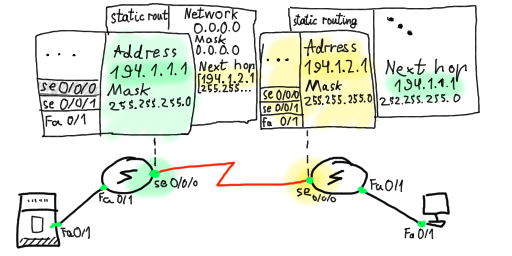 static rout
Network
0.0.0.0
Mask
0.0.0.0
Next hop
194.1.2.1
255.255...
...
se 0/0/0
se 0/0/1
Fa 0/1
Address
194.1.1.1
Mask
255.255.255.0
static routing
...
se 0/0/0
se 0/0/1
Fa 0/1
Adrress
194.1.2.1
Mask
255.255.255.0
Next hop
194.1.1.1
252.255.255.0
se 0/0/0
Fa 0/1
Fa 0/1
se 0/0/0
Fa 0/1
Fa 0/1